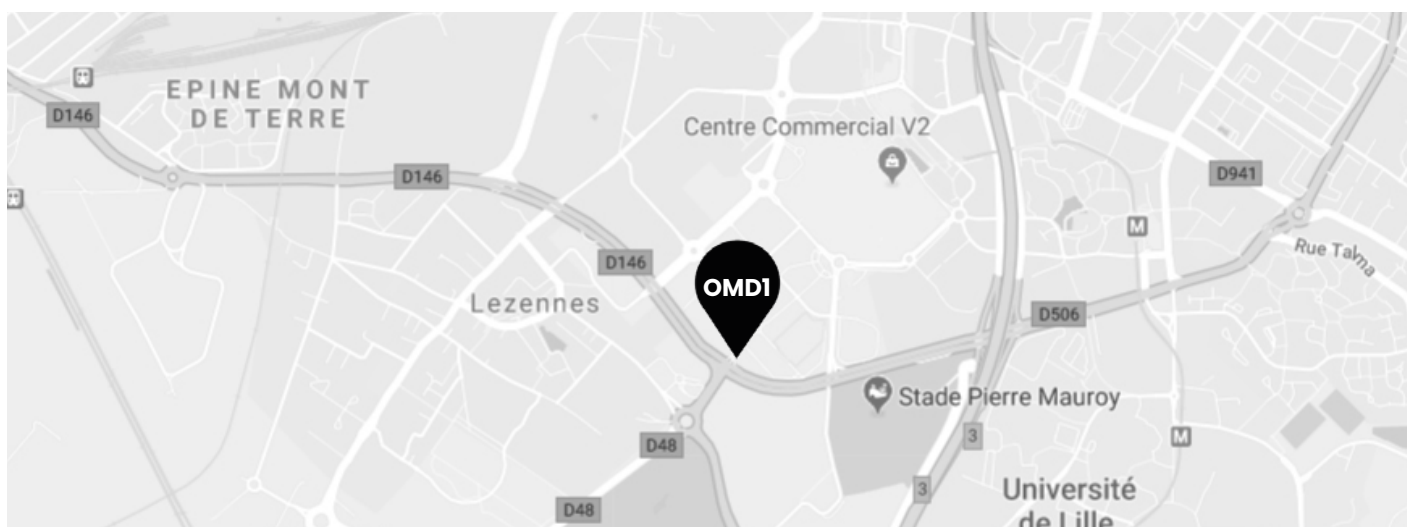 EPINE MONT
DE TERRE
D146
Centre Commercial V2
D146
D941
M
Rue Talma
D146
OMD1
Lezennes
D506
Stade Pierre Mauroy
D48
3
M
3
Université
de Lille
D48